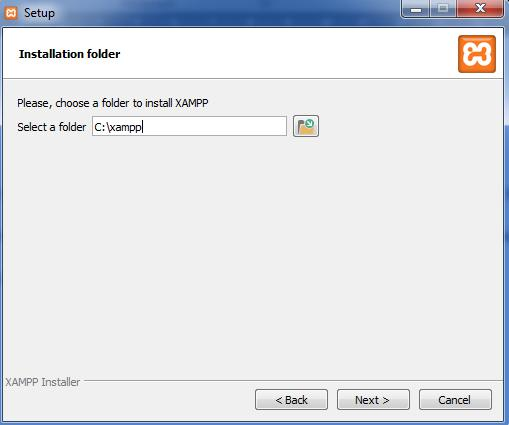 Setup
Installation folder
Please, choose a folder to install XAMPP
Select a folder C:\xampp
XAMPP Installer
< Back Next > Cancel